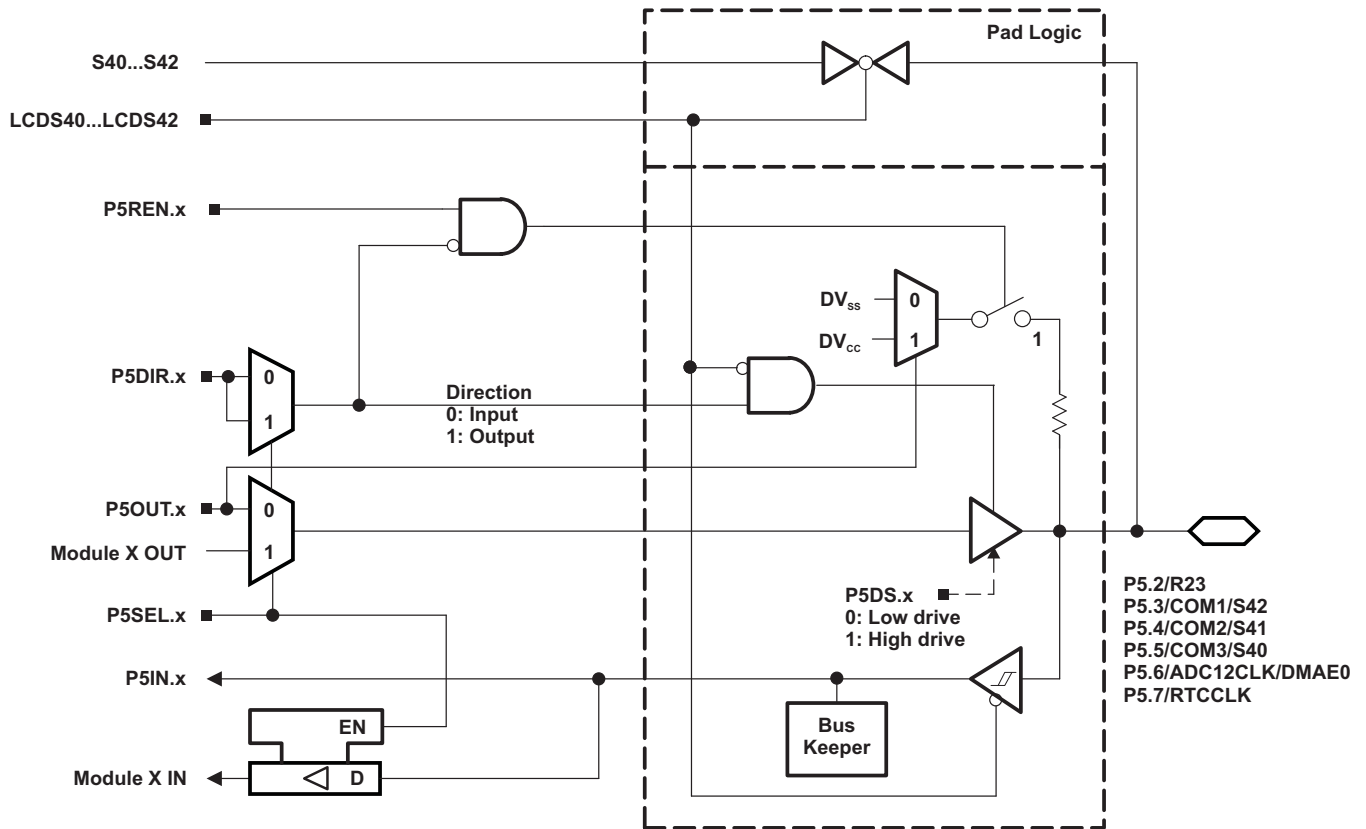 Pad Logic
S40...S42
LCDS40...LCDS42
P5REN.x
DVss
0
DVcc
1
1
P5DIR.x
0
1
Direction
0: Input
1: Output
P5OUT.x
0
Module X OUT
1
P5SEL.x
P5DS.x
0: Low drive
1: High drive
P5.2/R23
P5.3/COM1/S42
P5.4/COM2/S41
P5.5/COM3/S40
P5.6/ADC12CLK/DMAE0
P5.7/RTCCLK
P5IN.x
EN
Bus
Keeper
Module X IN
D